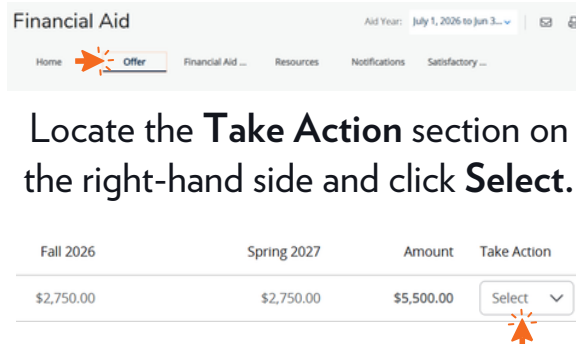 Financial Aid
Aid Year: July 1, 2026 to Jun 3...
Home Offer Financial Aid ... Resources Notifications Satisfactory ...
Locate the Take Action section on
the right-hand side and click Select.
Fall 2026 Spring 2027 Amount Take Action
$2,750.00 $2,750.00 $5,500.00 Select